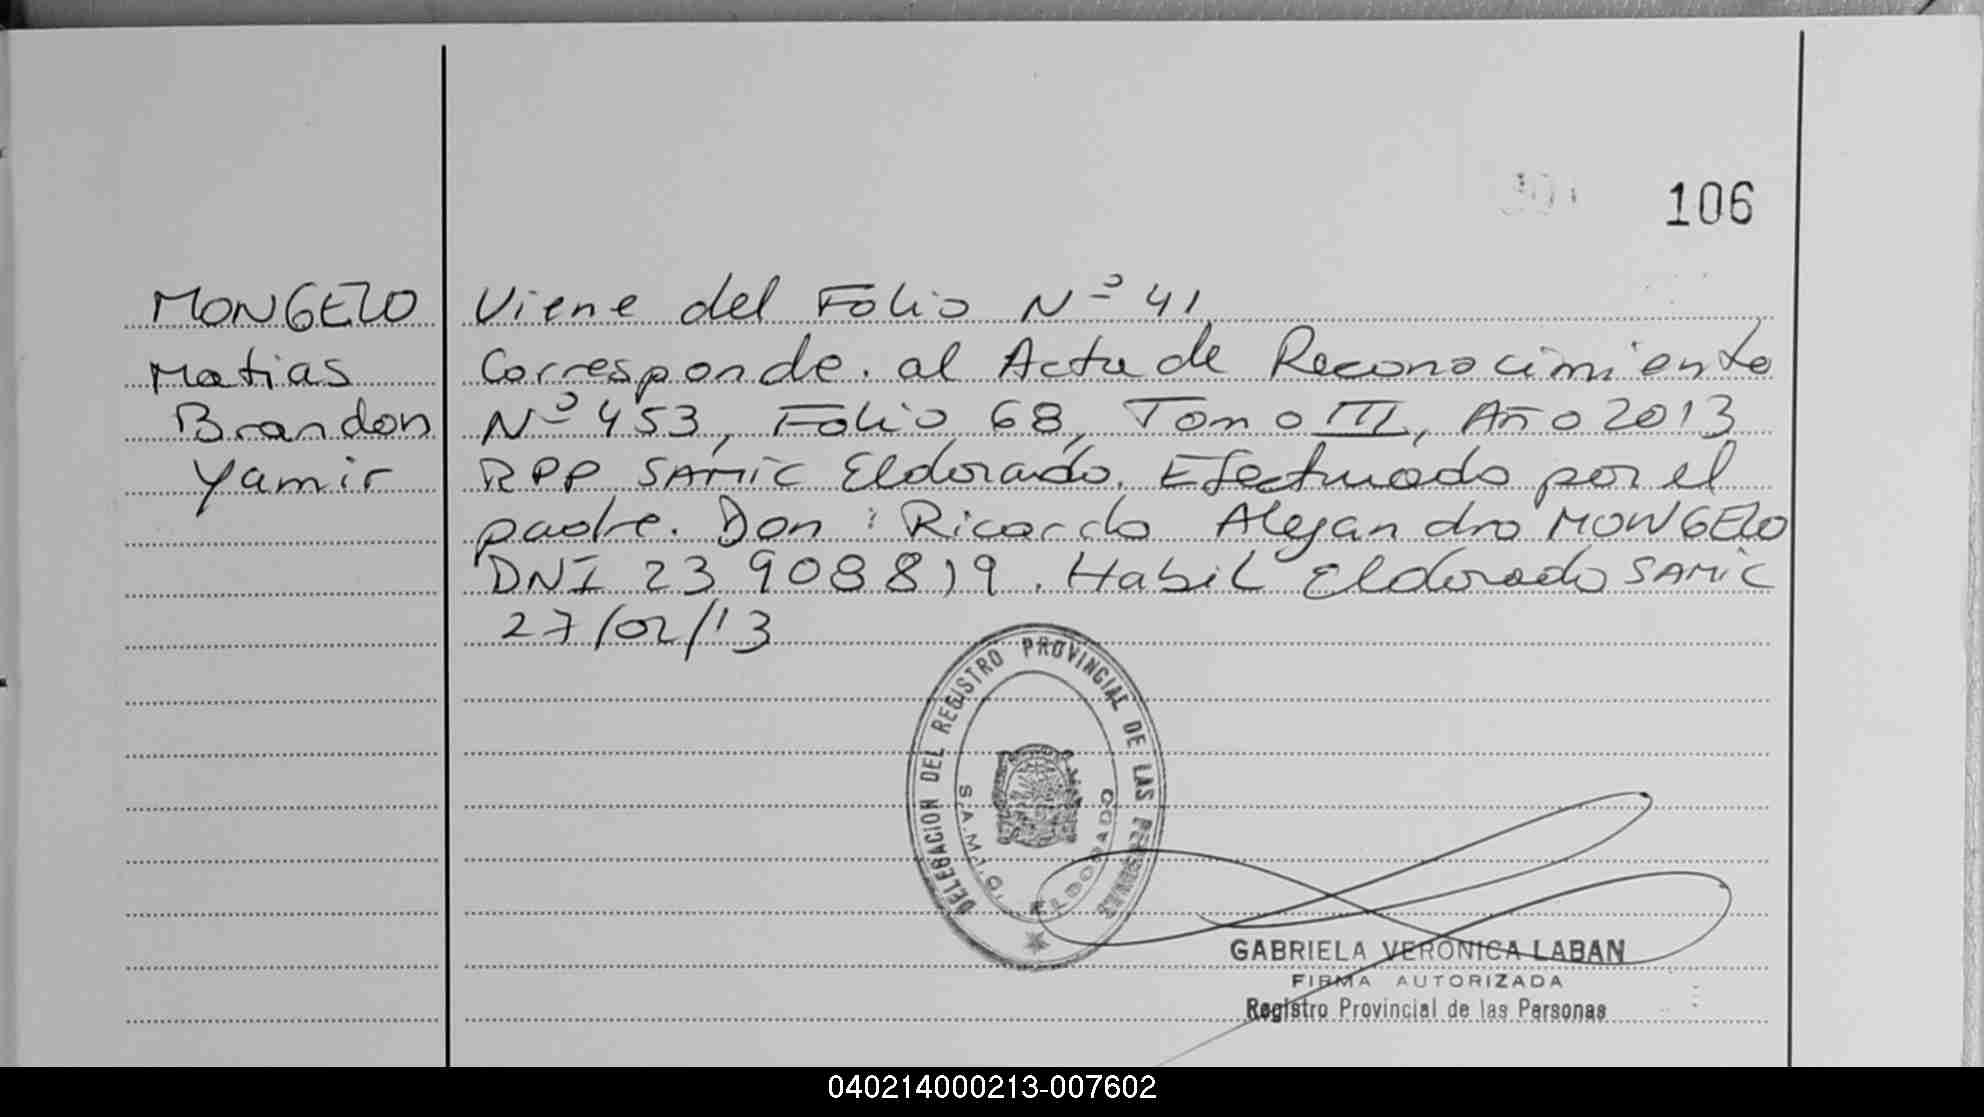 106
MONGELO
Matias
Brandon
Yamir
Viene del Folio Nº 41
Corresponde. al Acta de Reconocimiento
Nº 453, Folio 68, Tomo III, Año 2013
RPP SAMIC Eldorado. Efectuado por el
padre. Don: Ricardo Alejandro MONGELO
DNI 23 908819. Habil Eldorado SAMIC
27/02/13
DELEGACION DEL REGISTRO PROVINCIAL DE LAS PERSONAS
S.A.M.I.C. ELDORADO
GABRIELA VERONICA LABAN
FIRMA AUTORIZADA
Registro Provincial de las Personas
040214000213-007602